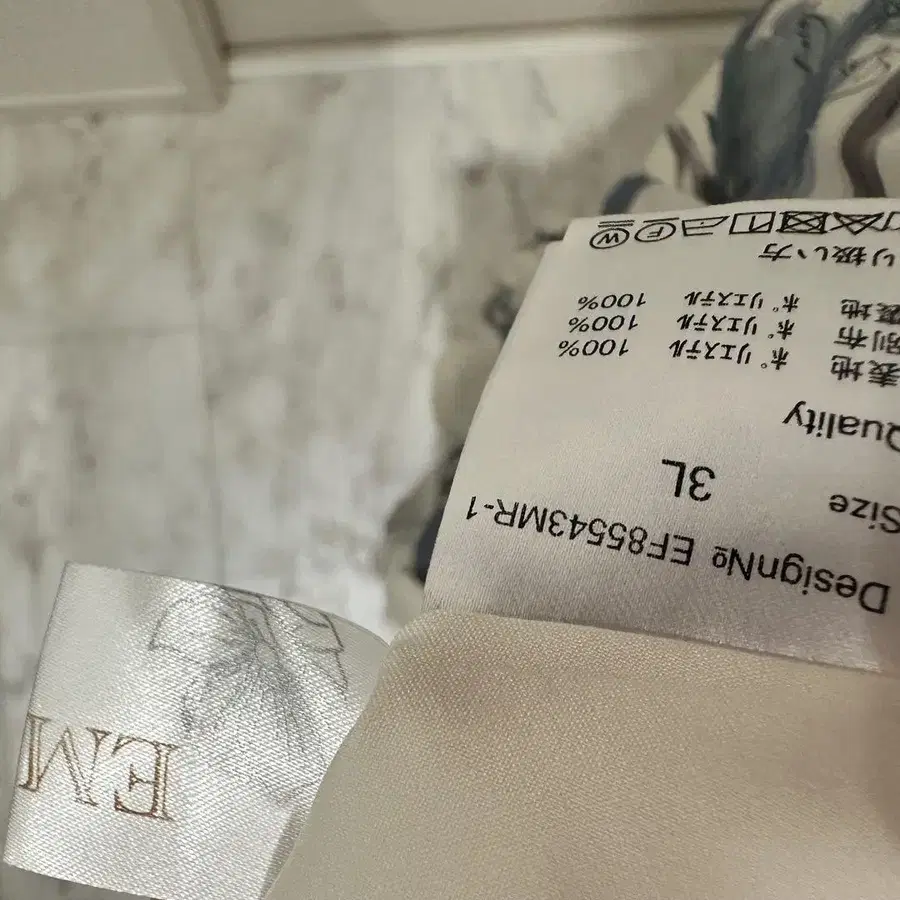 DesignNo EF85543MR-1
Size
3L
Quality
表地 ポリエステル 100%
別布 ポリエステル 100%
裏地 ポリエステル 100%
り扱い方
W F
EM